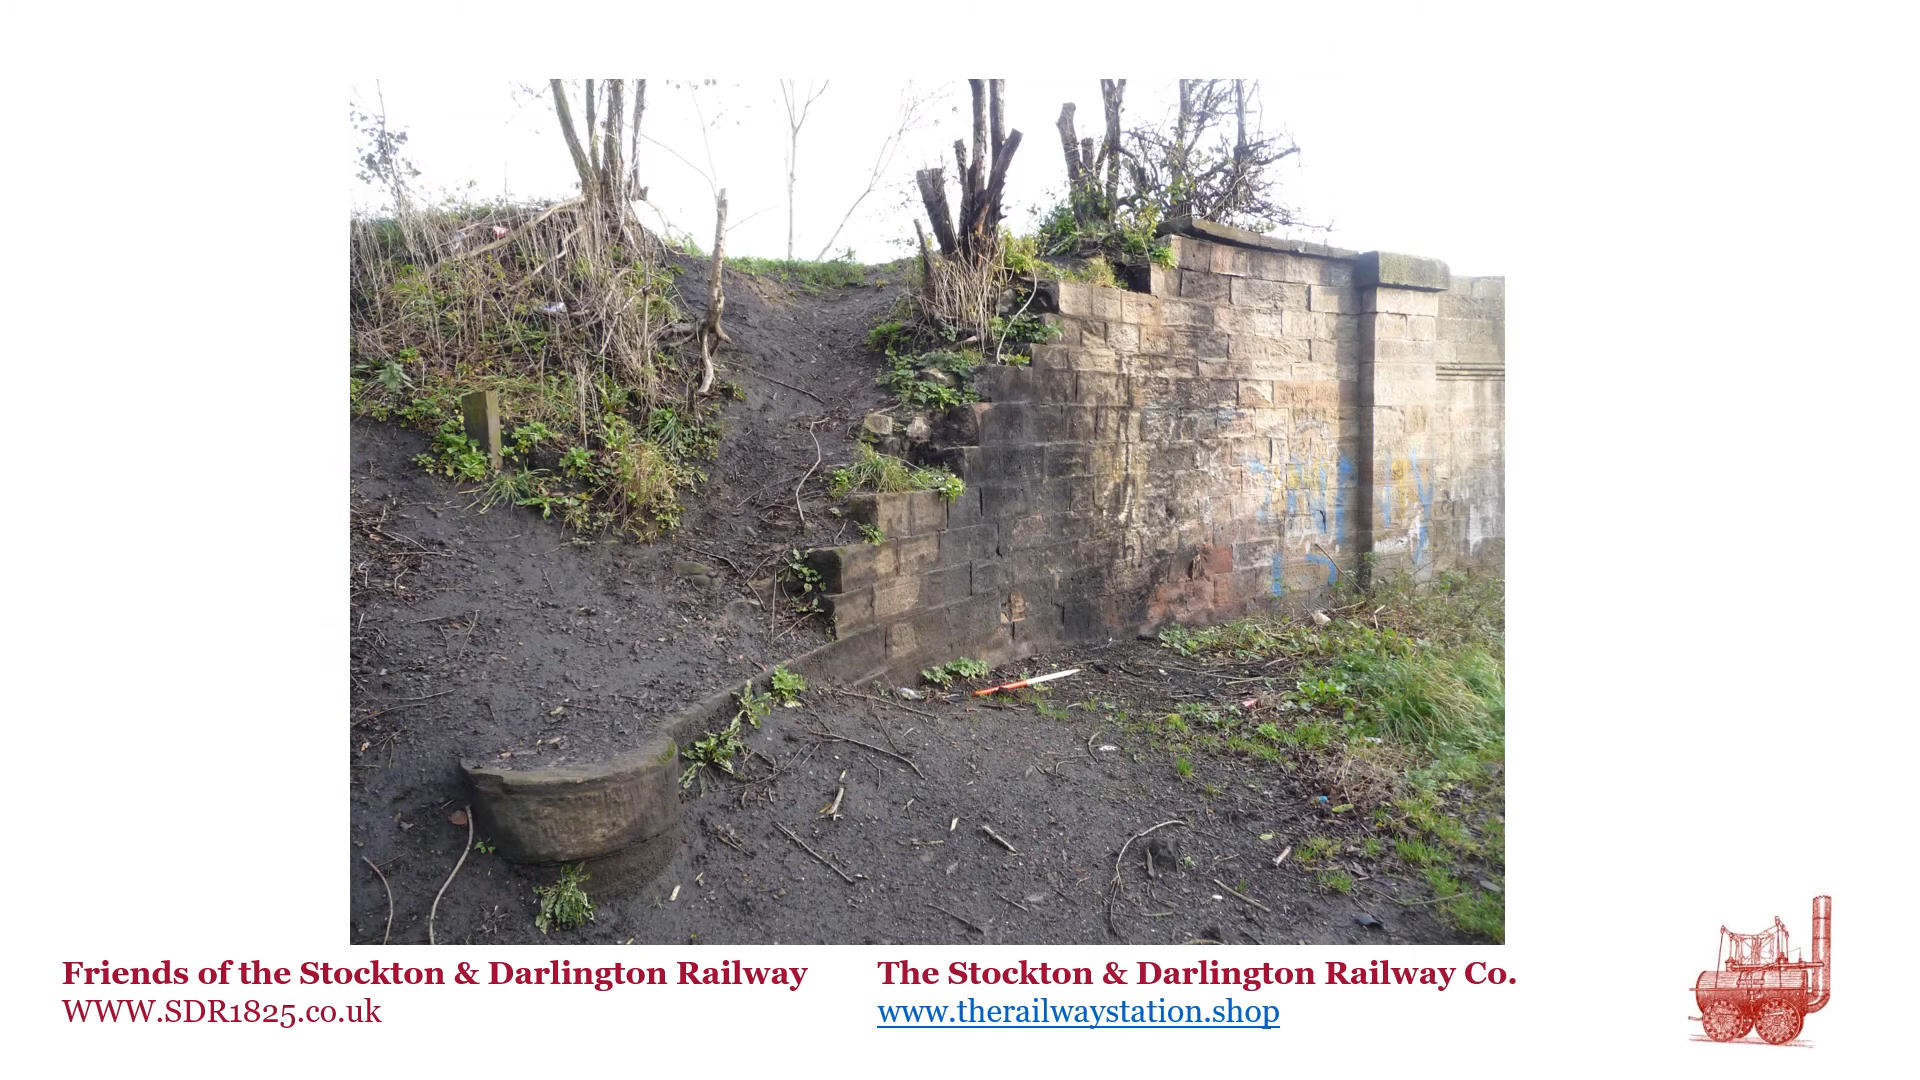 Friends of the Stockton & Darlington Railway
WWW.SDR1825.co.uk
The Stockton & Darlington Railway Co.
www.therailwaystation.shop